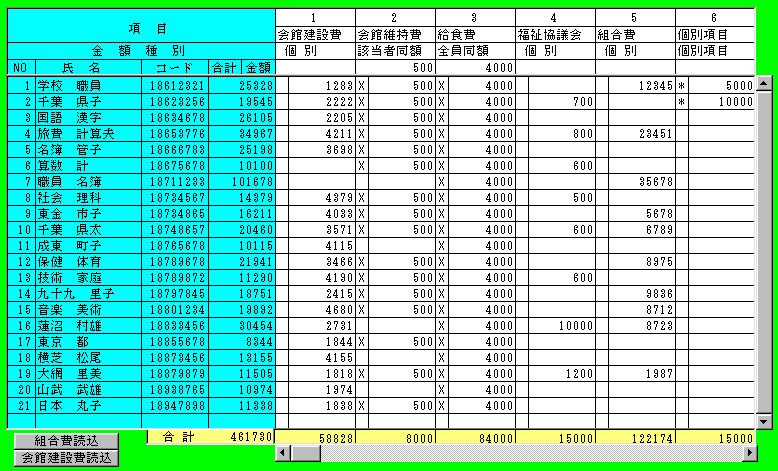 項 目 1 2 3 4 5 6
会館建設費 会館維持費 給食費 福祉協議会 組合費 個別項目
金 額 種 別 個 別 該当者同額 全員同額 個 別 個 別 個別項目
NO 氏 名 コード 合計 金額 500 4000
1 学校 職員 18612321 25328 1283 X 500 X 4000 12345 * 5000
2 千葉 県子 18623256 19545 2222 X 500 X 4000 700 * 10000
3 国語 漢字 18634678 26105 2205 X 500 X 4000
4 旅費 計算夫 18653776 34967 4211 X 500 X 4000 800 23451
5 名簿 管子 18666783 25198 3698 X 500 X 4000
6 算数 計 18675678 10100 X 500 X 4000 600
7 職員 名簿 18711233 101678 X 4000 35678
8 社会 理科 18734567 14379 4379 X 500 X 4000 500
9 東金 市子 18734865 16211 4033 X 500 X 4000 5678
10 千葉 県太 18748657 20460 3571 X 500 X 4000 600 6789
11 成東 町子 18765678 10115 4115 X 4000
12 保健 体育 18789678 21941 3466 X 500 X 4000 8975
13 技術 家庭 18789872 11290 4190 X 500 X 4000 600
14 九十九 里子 18797845 18751 2415 X 500 X 4000 9836
15 音楽 美術 18801234 19892 4680 X 500 X 4000 8712
16 蓮沼 村雄 18833456 30454 2731 X 4000 10000 8723
17 東京 都 18855678 8344 1844 X 500 X 4000
18 横芝 松尾 18873456 13155 4155 X 4000
19 大網 里美 18879879 11505 1818 X 500 X 4000 1200 1987
20 山武 武雄 18938765 10974 1974 X 4000
21 日本 丸子 18947898 11338 1838 X 500 X 4000
合 計 461730 58828 8000 84000 15000 122174 15000
組合費読込
会館建設費読込